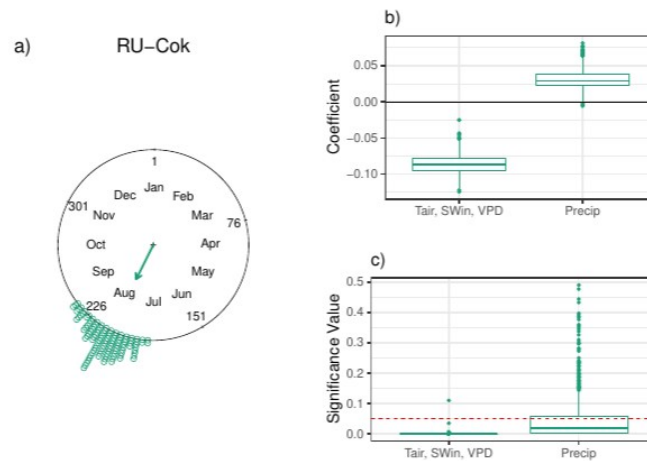 a)
RU−Cok
1
Jan
Feb
Mar
76
Apr
May
Jun
151
Jul
Aug
226
Sep
Oct
Nov
301
Dec
b)
Coefficient
0.05
0.00
−0.05
−0.10
Tair, SWin, VPD
Precip
c)
Significance Value
0.5
0.4
0.3
0.2
0.1
0.0
Tair, SWin, VPD
Precip